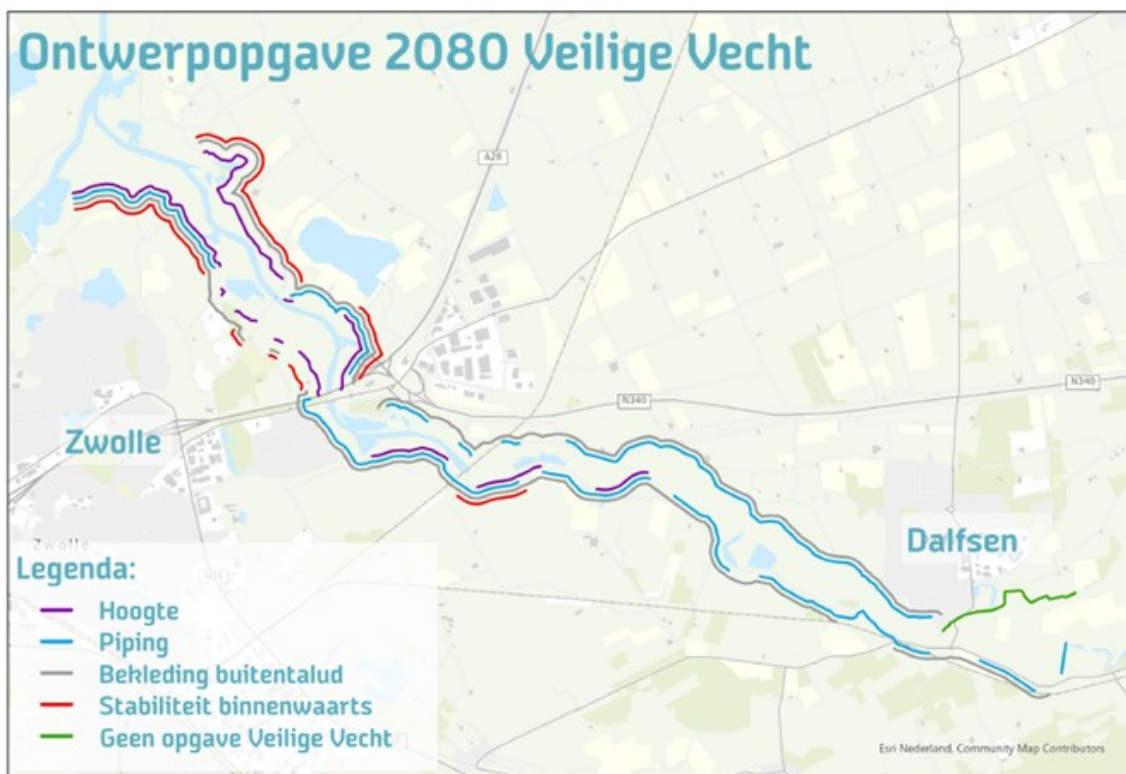 Ontwerpopgave 2080 Veilige Vecht
A28
N340
N340
Zwolle
Dalfsen
Zwolle
N35
Legenda:
Hoogte
Piping
Bekleding buitentalud
Stabiliteit binnenwaarts
Geen opgave Veilige Vecht
Esri Nederland, Community Map Contributors